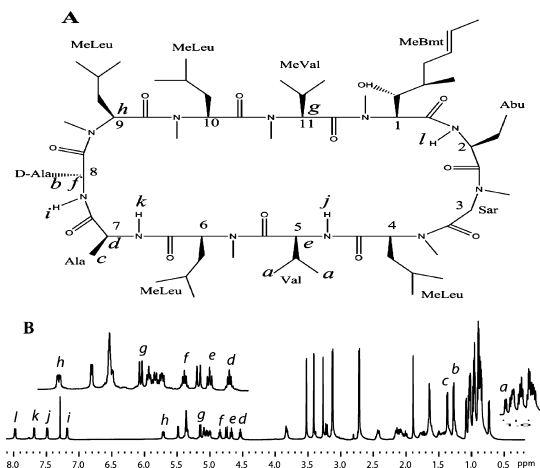 A
MeLeu
MeLeu
MeVal
MeBmt
OH
Abu
O O O O O
h g
N N N N
9 10 11 1
N l H 2
O
D-Ala b f 8
O
N
i H N
k j
3 Sar
H H
O 7 N 6 N 5 N 4 N O
d e
Ala c O O O O
a a
Val
MeLeu
MeLeu
B
h g f e d
a
c b
l k j i h g f e d
8.0 7.5 7.0 6.5 6.0 5.5 5.0 4.5 4.0 3.5 3.0 2.5 2.0 1.5 1.0 0.5 ppm